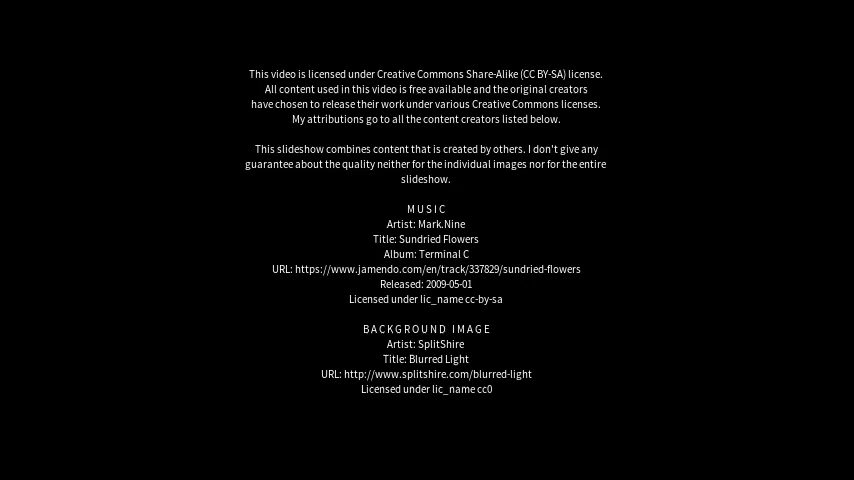 This video is licensed under Creative Commons Share-Alike (CC BY-SA) license.
All content used in this video is free available and the original creators
have chosen to release their work under various Creative Commons licenses.
My attributions go to all the content creators listed below.
This slideshow combines content that is created by others. I don't give any
guarantee about the quality neither for the individual images nor for the entire
slideshow.
MUSIC
Artist: Mark.Nine
Title: Sundried Flowers
Album: Terminal C
URL: https://www.jamendo.com/en/track/337829/sundried-flowers
Released: 2009-05-01
Licensed under lic_name cc-by-sa
BACKGROUND IMAGE
Artist: SplitShire
Title: Blurred Light
URL: http://www.splitshire.com/blurred-light
Licensed under lic_name cc0